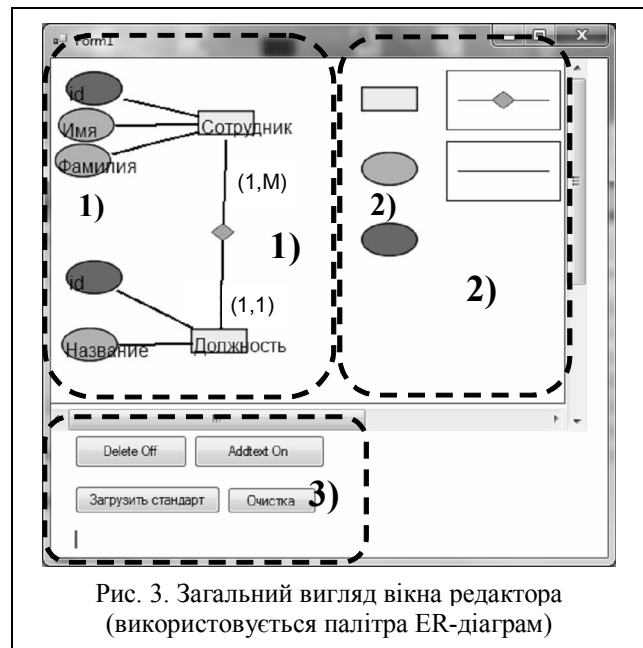 Form1
id
Имя
Сотрудник
Фамилия
(1,M)
1)
1)
id
(1,1)
Название
Должность
2)
2)
Delete Off
Addtext On
Загрузить стандарт
Очистка
3)
Рис. 3. Загальний вигляд вікна редактора
(використовується палітра ER-діаграм)